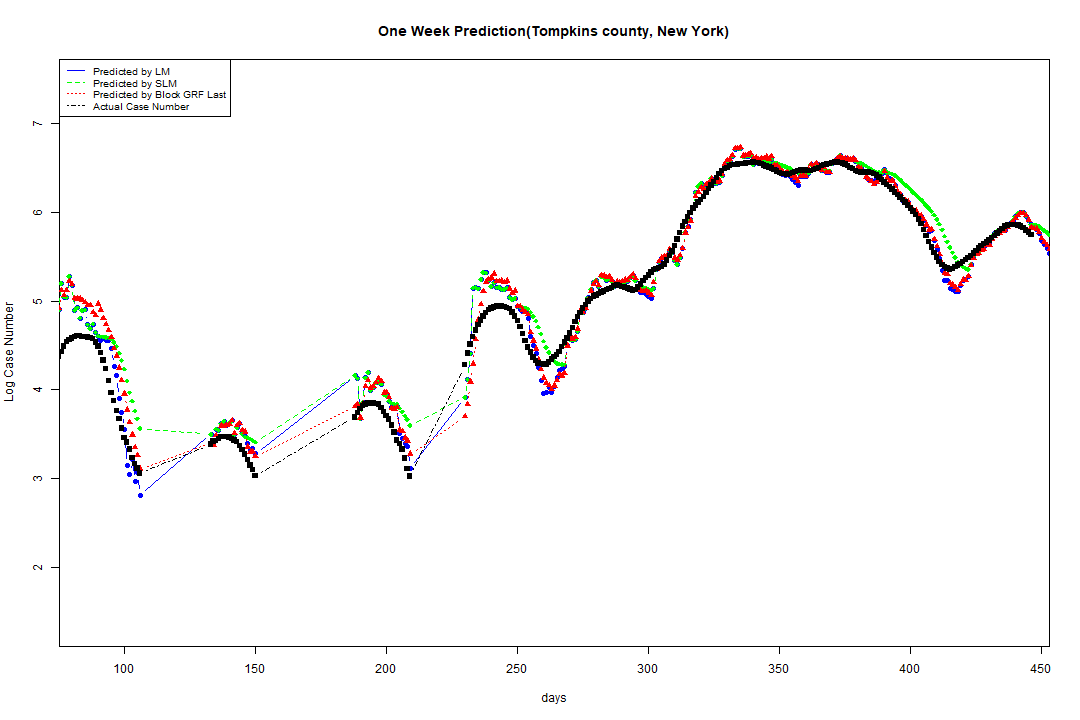 One Week Prediction(Tompkins county, New York)
Predicted by LM
Predicted by SLM
Predicted by Block GRF Last
Actual Case Number
Log Case Number
7
6
5
4
3
2
100 150 200 250 300 350 400 450
days